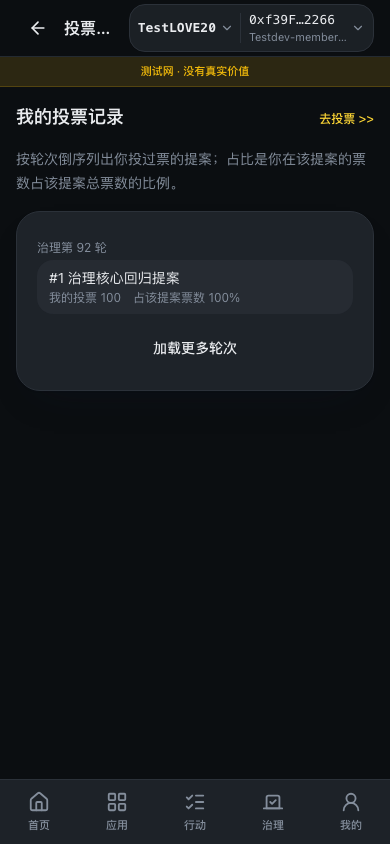 投票...
TestLOVE20
0xf39F…2266
Testdev-member...
测试网 · 没有真实价值
我的投票记录
去投票 >>
按轮次倒序列出你投过票的提案；占比是你在该提案的票
数占该提案总票数的比例。
治理第 92 轮
#1 治理核心回归提案
我的投票 100 占该提案票数 100%
加载更多轮次
首页
应用
行动
治理
我的